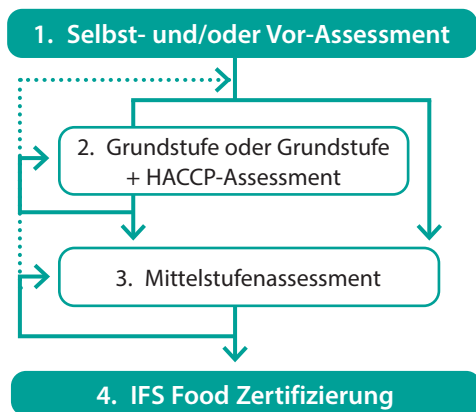 1. Selbst- und/oder Vor-Assessment
2. Grundstufe oder Grundstufe
+ HACCP-Assessment
3. Mittelstufenassessment
4. IFS Food Zertifizierung